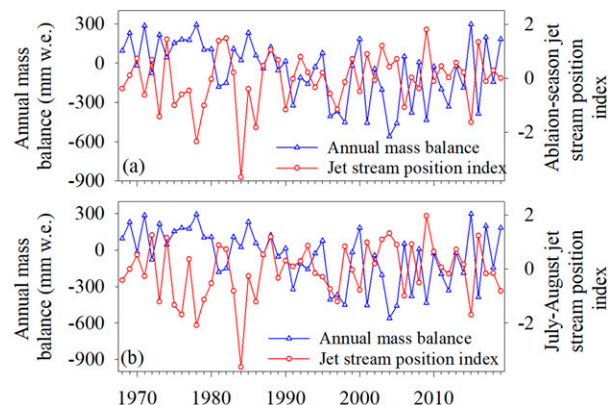 300
0
-300
-600
-900
Annual mass
balance (mm w.e.)
(a)
Annual mass balance
Jet stream position index
2
0
-2
Ablaion-season jet
stream position
index
300
0
-300
-600
-900
Annual mass
balance (mm w.e.)
(b)
Annual mass balance
Jet stream position index
2
0
-2
July-August jet
stream position
index
1970 1980 1990 2000 2010